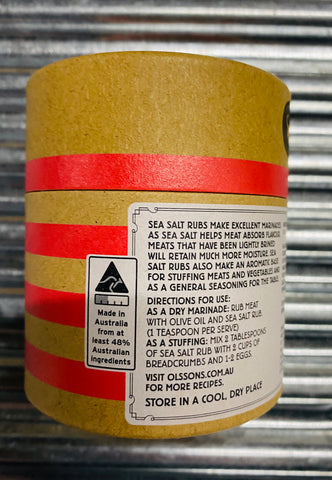 SEA SALT RUBS MAKE EXCELLENT MARINADES
AS SEA SALT HELPS MEAT ABSORB FLAVOUR.
MEATS THAT HAVE BEEN LIGHTLY BRINED
WILL RETAIN MUCH MORE MOISTURE. SEA
SALT RUBS ALSO MAKE AN AROMATIC BASE
FOR STUFFING MEATS AND VEGETABLES AND
AS A GENERAL SEASONING FOR THE TABLE.
DIRECTIONS FOR USE:
AS A DRY MARINADE: RUB MEAT
WITH OLIVE OIL AND SEA SALT RUB.
(1 TEASPOON PER SERVE)
AS A STUFFING: MIX 2 TABLESPOONS
OF SEA SALT RUB WITH 2 CUPS OF
BREADCRUMBS AND 1-2 EGGS.
VISIT OLSSONS.COM.AU
FOR MORE RECIPES.
STORE IN A COOL, DRY PLACE
Made in
Australia
from at
least 48%
Australian
ingredients